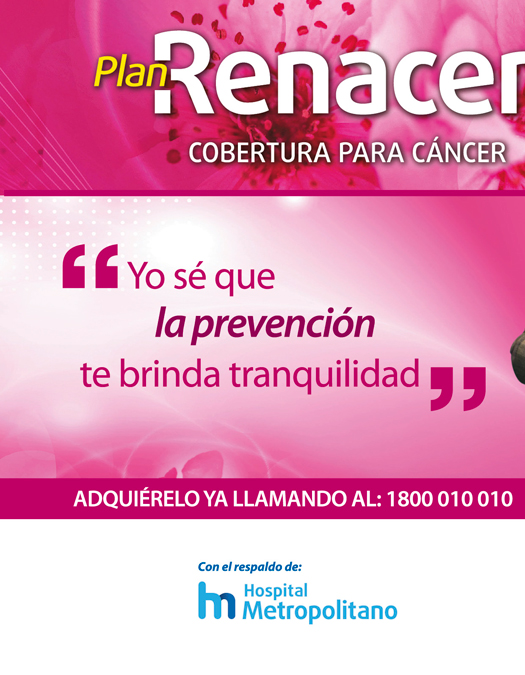 Plan Renacer
COBERTURA PARA CÁNCER
“ Yo sé que
la prevención
te brinda tranquilidad ”
ADQUIÉRELO YA LLAMANDO AL: 1800 010 010
Con el respaldo de:
hm Hospital
Metropolitano